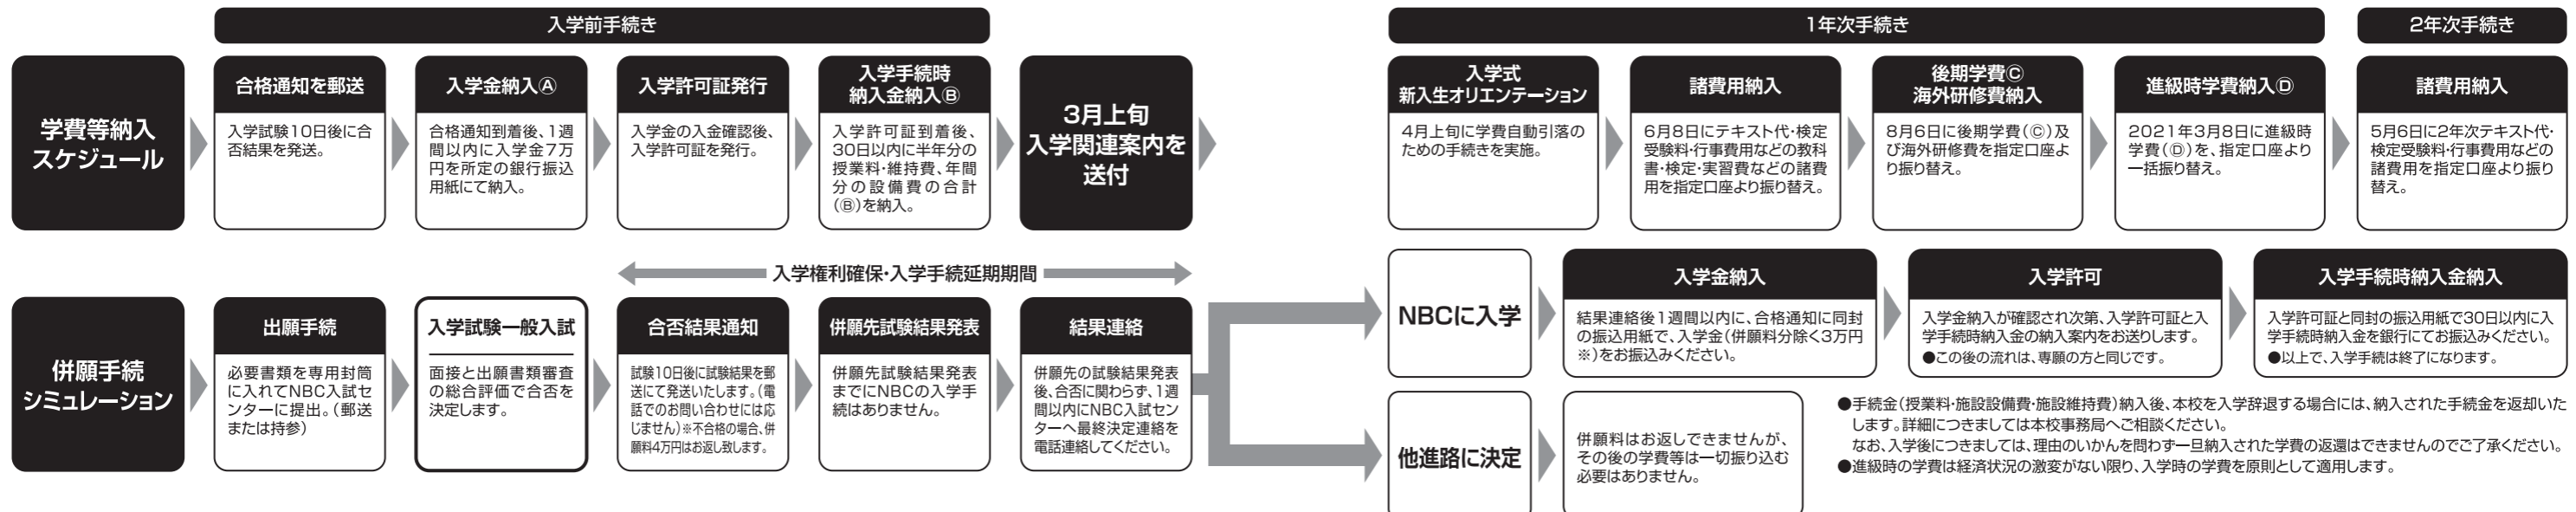 入学前手続き
1年次手続き
2年次手続き
学費等納入
スケジュール
合格通知を郵送
入学試験10日後に合
否結果を発送。
入学金納入Ⓐ
合格通知到着後、1週
間以内に入学金7万
円を所定の銀行振込
用紙にて納入。
入学許可証発行
入学金の入金確認後、
入学許可証を発行。
入学手続時
納入金納入Ⓑ
入学許可証到着後、
30日以内に半年分の
授業料・維持費、年間
分の設備費の合計
(Ⓑ)を納入。
3月上旬
入学関連案内を
送付
入学式
新入生オリエンテーション
4月上旬に学費自動引落の
ための手続きを実施。
諸費用納入
6月8日にテキスト代・検定
受験料・行事費用などの教科
書・検定・実習費などの諸費
用を指定口座より振り替え。
後期学費Ⓒ
海外研修費納入
8月6日に後期学費(Ⓒ)及
び海外研修費を指定口座よ
り振り替え。
進級時学費納入Ⓓ
2021年3月8日に進級時
学費(Ⓓ)を、指定口座より
一括振り替え。
諸費用納入
5月6日に2年次テキスト代・
検定受験料・行事費用などの
諸費用を指定口座より振り
替え。
入学権利確保・入学手続延期期間
併願手続
シミュレーション
出願手続
必要書類を専用封筒
に入れてNBC入試セ
ンターに提出。(郵送
または持参)
入学試験一般入試
面接と出願書類審査
の総合評価で合否を
決定します。
合否結果通知
試験10日後に試験結果を郵
送にて発送いたします。(電
話でのお問い合わせには応
じません)※不合格の場合、併
願料4万円はお返し致します。
併願先試験結果発表
併願先試験結果発表
までにNBCの入学手
続はありません。
結果連絡
併願先の試験結果発表
後、合否に関わらず、1週
間以内にNBC入試セン
ターへ最終決定連絡を
電話連絡してください。
NBCに入学
入学金納入
結果連絡後1週間以内に、合格通知に同封
の振込用紙で、入学金(併願料分除く3万円
※)をお振込みください。
入学許可
入学金納入が確認され次第、入学許可証と入
学手続時納入金の納入案内をお送りします。
●この後の流れは、専願の方と同じです。
入学手続時納入金納入
入学許可証と同封の振込用紙で30日以内に入
学手続時納入金を銀行にてお振込みください。
●以上で、入学手続は終了になります。
他進路に決定
併願料はお返しできませんが、
その後の学費等は一切振り込む
必要はありません。
●手続金(授業料・施設設備費・施設維持費)納入後、本校を入学辞退する場合には、納入された手続金を返却いた
します。詳細につきましては本校事務局へご相談ください。
なお、入学後につきましては、理由のいかんを問わず一旦納入された学費の返還はできませんのでご了承ください。
●進級時の学費は経済状況の激変がない限り、入学時の学費を原則として適用します。